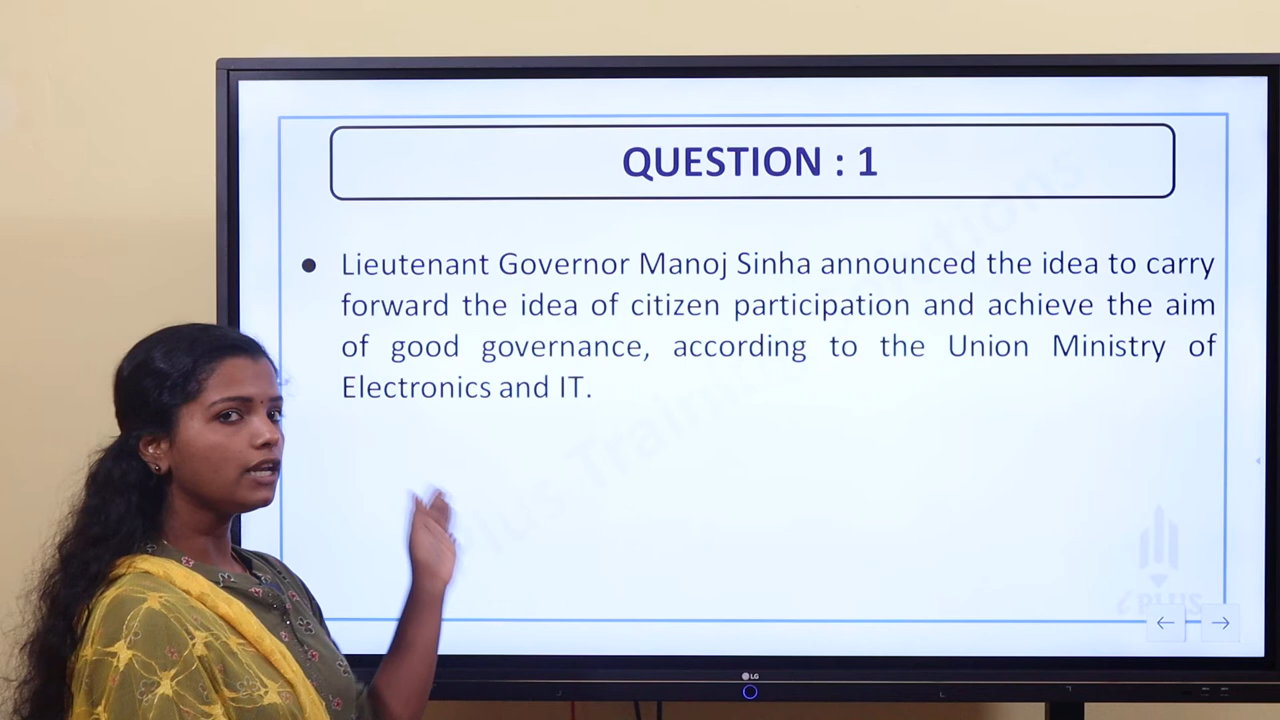 QUESTION : 1
● Lieutenant Governor Manoj Sinha announced the idea to carry
forward the idea of citizen participation and achieve the aim
of good governance, according to the Union Ministry of
Electronics and IT.
iPLUS
LG